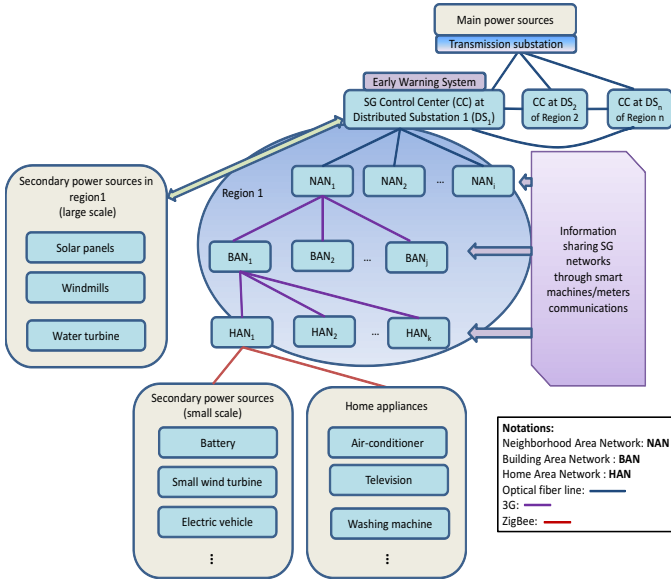 Main power sources
Transmission substation
Early Warning System
SG Control Center (CC) at
Distributed Substation 1 (DS₁)
CC at DS₂
of Region 2
CC at DSₙ
of Region n
Secondary power sources in
region1
(large scale)
Solar panels
Windmills
Water turbine
Region 1
NAN₁
NAN₂
...
NANᵢ
BAN₁
BAN₂
...
BANⱼ
HAN₁
HAN₂
...
HANₖ
Information
sharing SG
networks
through smart
machines/meters
communications
Secondary power sources
(small scale)
Battery
Small wind turbine
Electric vehicle
...
Home appliances
Air-conditioner
Television
Washing machine
...
Notations:
Neighborhood Area Network: NAN
Building Area Network : BAN
Home Area Network : HAN
Optical fiber line:
3G:
ZigBee: